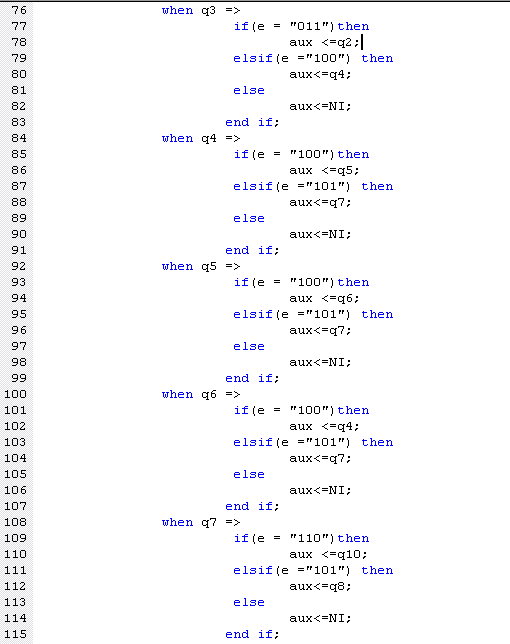 76 when q3 =>
77 if(e = "011")then
78 aux <=q2;
79 elsif(e ="100") then
80 aux<=q4;
81 else
82 aux<=NI;
83 end if;
84 when q4 =>
85 if(e = "100")then
86 aux <=q5;
87 elsif(e ="101") then
88 aux<=q7;
89 else
90 aux<=NI;
91 end if;
92 when q5 =>
93 if(e = "100")then
94 aux <=q6;
95 elsif(e ="101") then
96 aux<=q7;
97 else
98 aux<=NI;
99 end if;
100 when q6 =>
101 if(e = "100")then
102 aux <=q4;
103 elsif(e ="101") then
104 aux<=q7;
105 else
106 aux<=NI;
107 end if;
108 when q7 =>
109 if(e = "110")then
110 aux <=q10;
111 elsif(e ="101") then
112 aux<=q8;
113 else
114 aux<=NI;
115 end if;